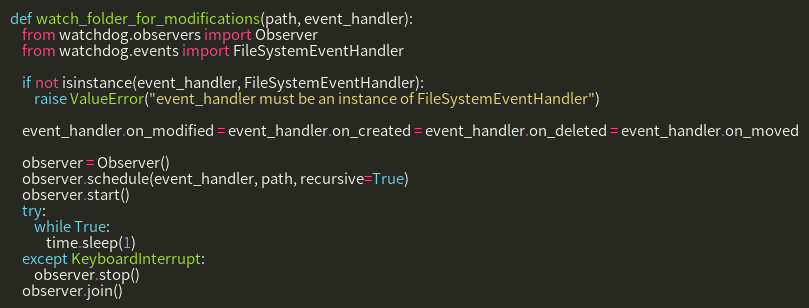 def watch_folder_for_modifications(path, event_handler):
    from watchdog.observers import Observer
    from watchdog.events import FileSystemEventHandler

    if not isinstance(event_handler, FileSystemEventHandler):
        raise ValueError("event_handler must be an instance of FileSystemEventHandler")

    event_handler.on_modified = event_handler.on_created = event_handler.on_deleted = event_handler.on_moved

    observer = Observer()
    observer.schedule(event_handler, path, recursive=True)
    observer.start()
    try:
        while True:
            time.sleep(1)
    except KeyboardInterrupt:
        observer.stop()
    observer.join()